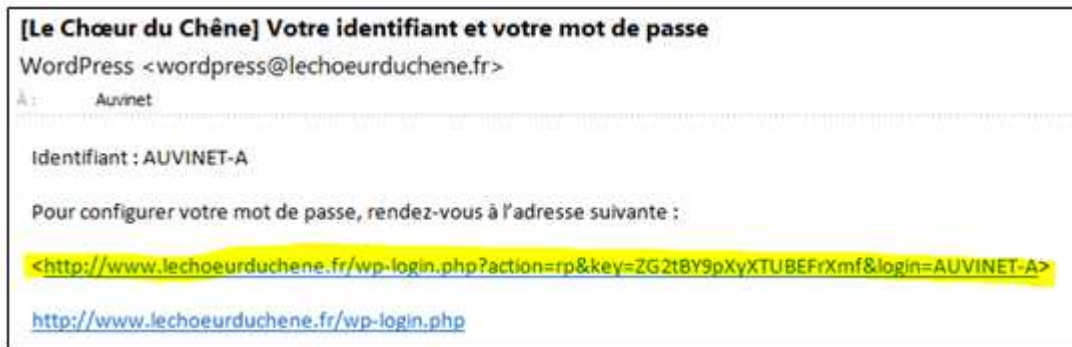 [Le Chœur du Chêne] Votre identifiant et votre mot de passe
WordPress <wordpress@lechoeurduchene.fr>
À : Auvinet
Identifiant : AUVINET-A
Pour configurer votre mot de passe, rendez-vous à l'adresse suivante :
<http://www.lechoeurduchene.fr/wp-login.php?action=rp&key=ZG2tBY9pXyXTUBEFrXmf&login=AUVINET-A>
http://www.lechoeurduchene.fr/wp-login.php